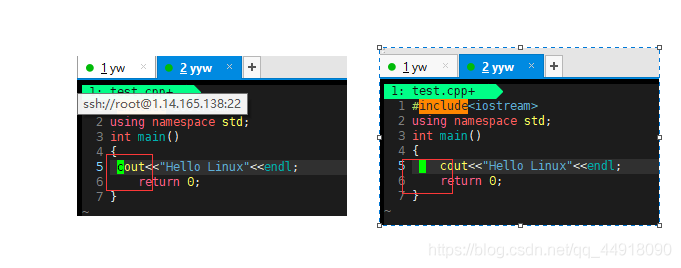 1 yw × 2 yyw × +
1: test.cpp+
ssh://root@1.14.165.138:22
2 using namespace std;
3 int main()
4 {
5 cout<<"Hello Linux"<<endl;
6 return 0;
7 }
~
1 yw × 2 yyw × +
1: test.cpp+
1 #include<iostream>
2 using namespace std;
3 int main()
4 {
5 cout<<"Hello Linux"<<endl;
6 return 0;
7 }
~
https://blog.csdn.net/qq_44918090